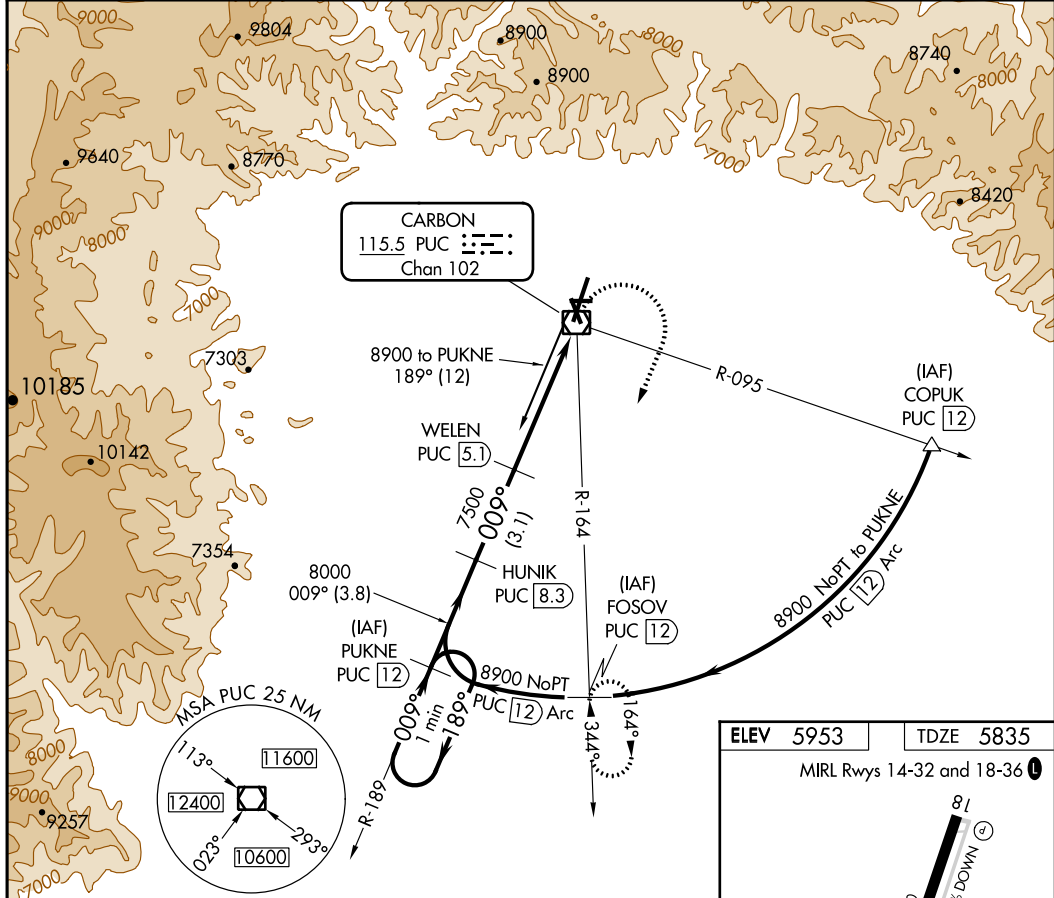 9000
9804
8900
8900
8000
8740
8000
9640
8770
7000
8420
9000
8000
CARBON
115.5 PUC
Chan 102
7000
7303
8900 to PUKNE
189° (12)
R-095
(IAF)
COPUK
PUC 12
10185
WELEN
PUC 5.1
10142
R-164
7500
009°
(3.1)
8900 NoPT to PUKNE
PUC 12 Arc
7354
HUNIK
PUC 8.3
8000
009° (3.8)
(IAF)
FOSOV
PUC 12
(IAF)
PUKNE
PUC 12
8900 NoPT
PUC 12 Arc
009°
1 min
189°
344°
164°
R-189
MSA PUC 25 NM
113°
11600
12400
023°
293°
10600
8000
9000
9257
7000
ELEV 5953
TDZE 5835
MIRL Rwys 14-32 and 18-36 L
18
P
DOWN